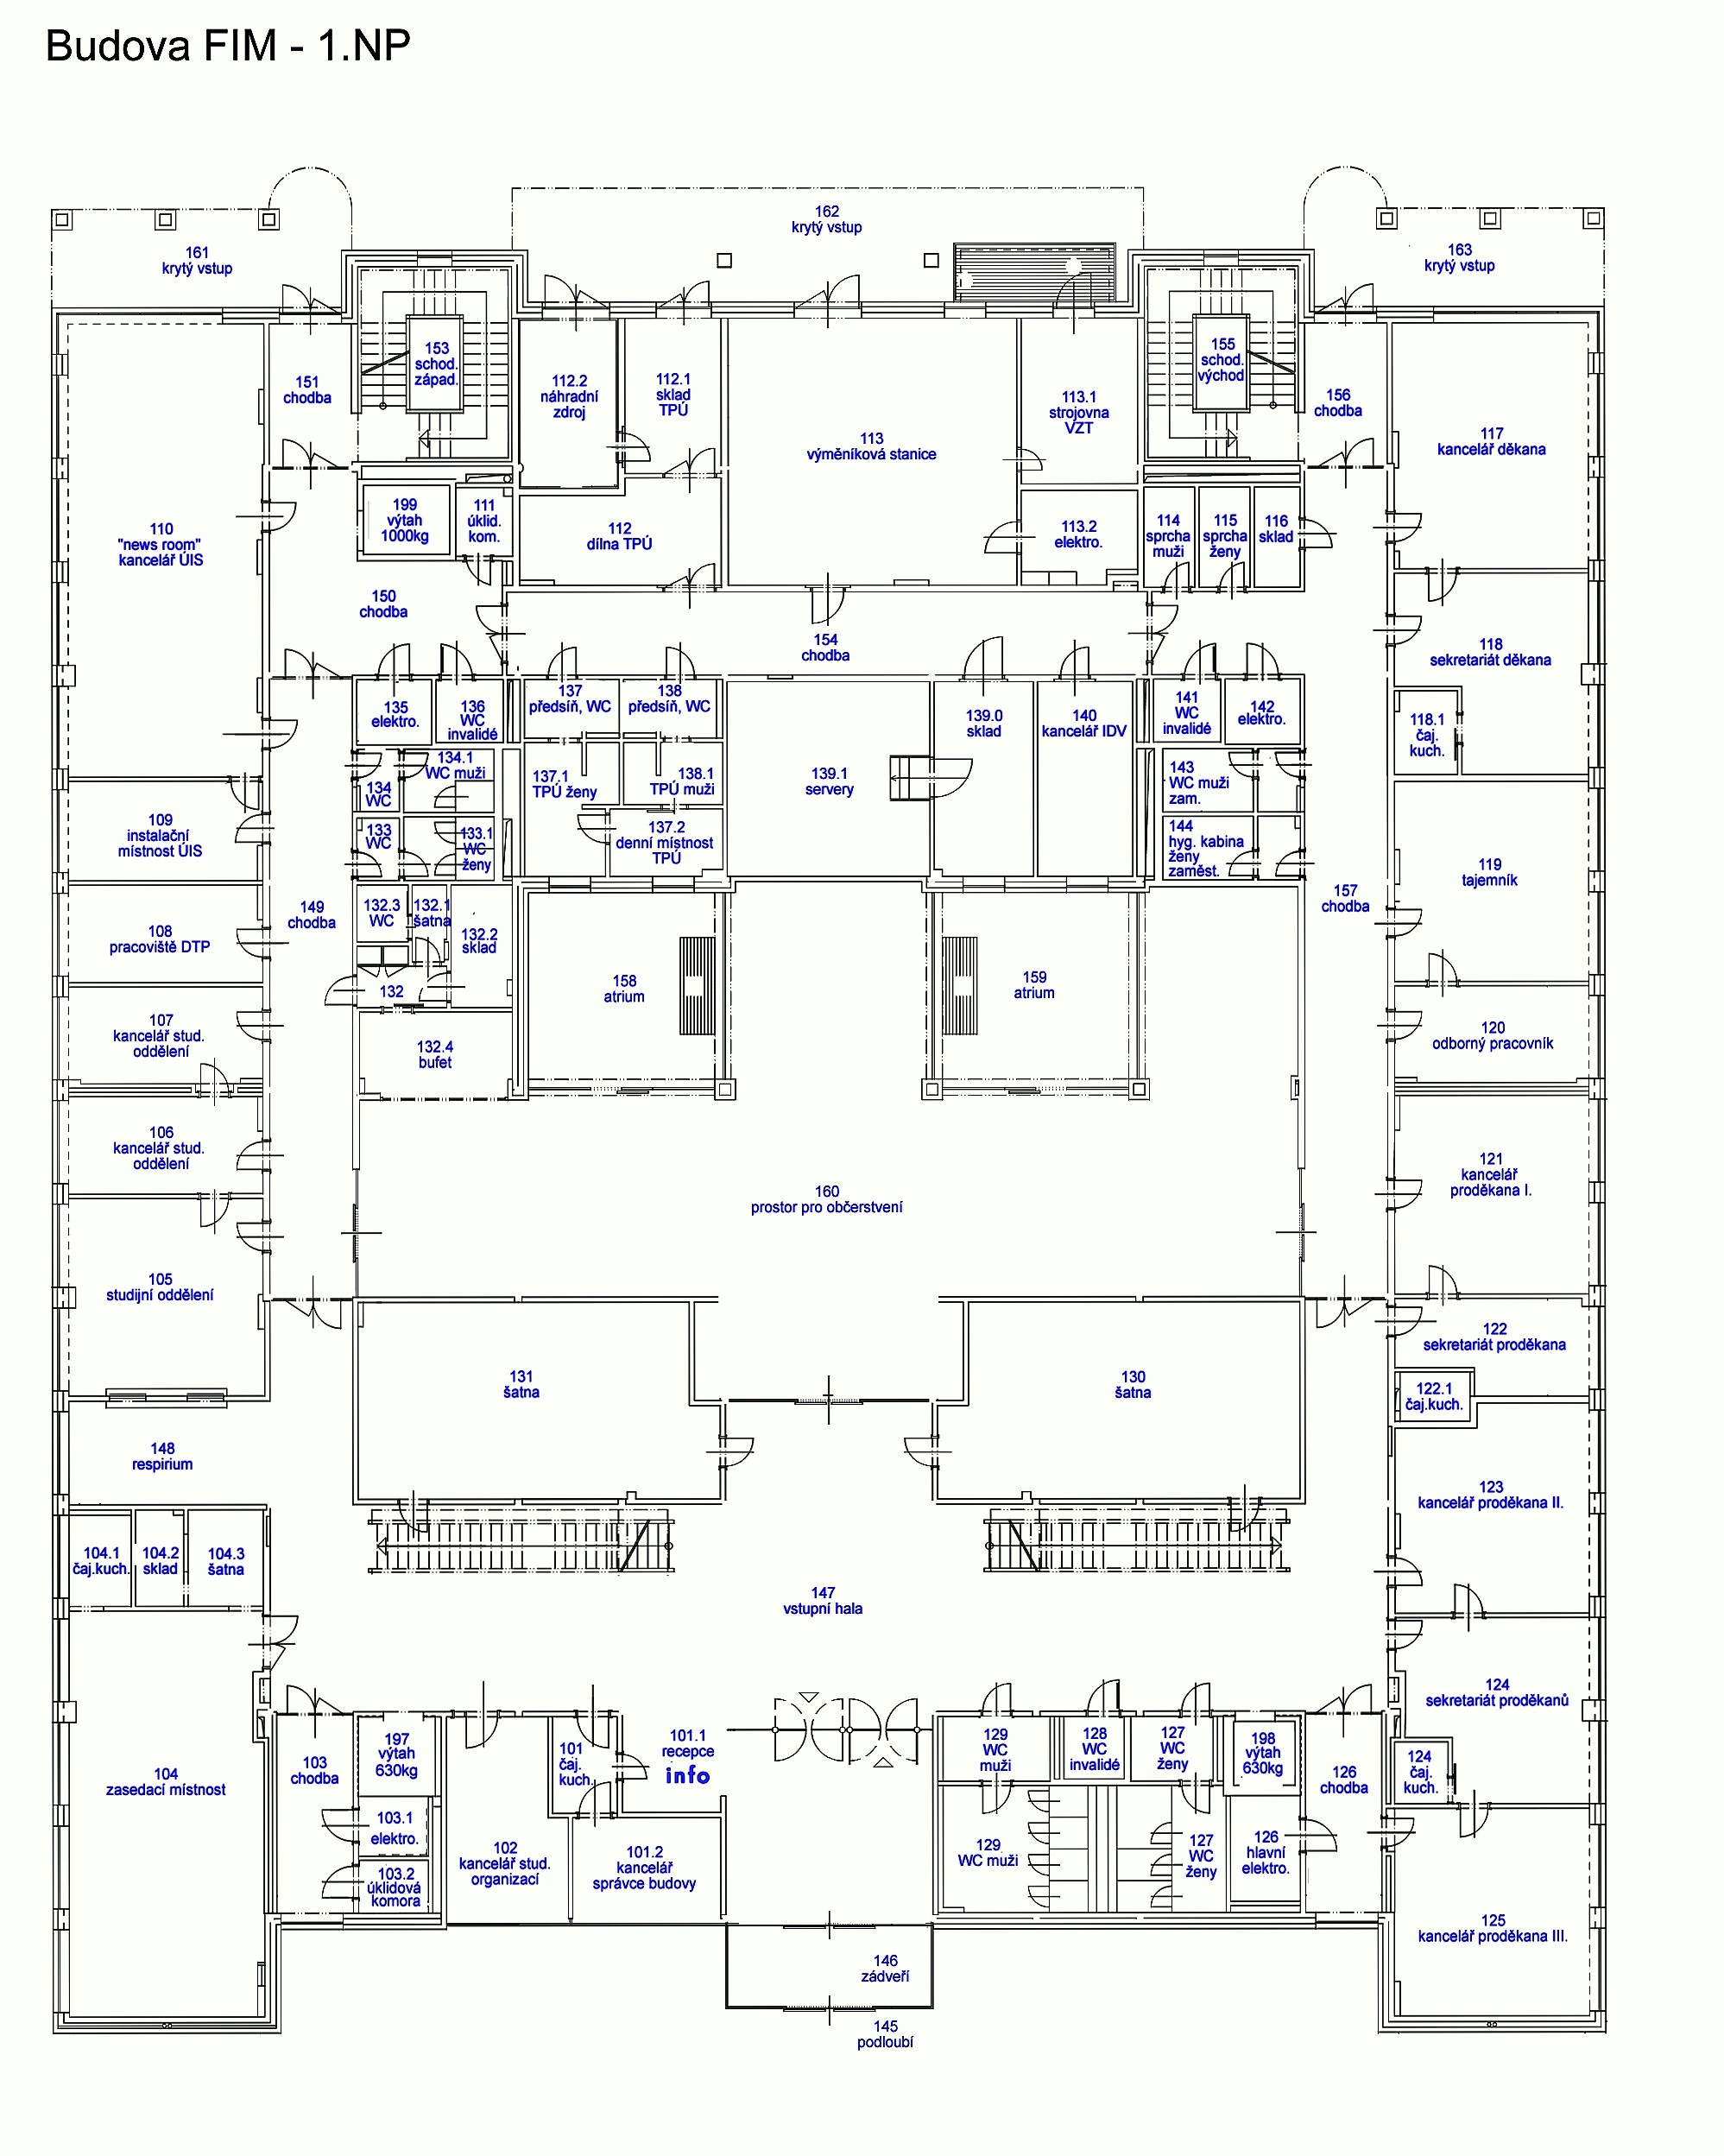 Budova FIM - 1.NP
162
krytý vstup
161
krytý vstup
163
krytý vstup
153
schod.
západ.
155
schod.
východ
151
chodba
112.2
náhradní
zdroj
112.1
sklad
TPÚ
113
výměníková stanice
113.1
strojovna
VZT
156
chodba
117
kancelář děkana
110
"news room"
kancelář ÚIS
199
výtah
1000kg
111
úklid.
kom.
112
dílna TPÚ
113.2
elektro.
114
sprcha
muži
115
sprcha
ženy
116
sklad
150
chodba
154
chodba
118
sekretariát děkana
118.1
čaj.
kuch.
135
elektro.
136
WC
invalidé
137
předsíň, WC
138
předsíň, WC
139.0
sklad
140
kancelář IDV
141
WC
invalidé
142
elektro.
134.1
WC muži
134
WC
137.1
TPÚ ženy
138.1
TPÚ muži
139.1
servery
143
WC muži
zam.
133
WC
133.1
WC
ženy
137.2
denní místnost
TPÚ
144
hyg. kabina
ženy
zaměst.
109
instalační
místnost ÚIS
119
tajemník
149
chodba
132.3
WC
132.1
šatna
132.2
sklad
157
chodba
108
pracoviště DTP
132
158
atrium
159
atrium
107
kancelář stud.
oddělení
132.4
bufet
120
odborný pracovník
106
kancelář stud.
oddělení
121
kancelář
proděkana I.
160
prostor pro občerstvení
105
studijní oddělení
122
sekretariát proděkana
131
šatna
130
šatna
122.1
čaj.kuch.
148
respirium
123
kancelář proděkana II.
104.1
čaj.kuch.
104.2
sklad
104.3
šatna
147
vstupní hala
124
sekretariát proděkanů
104
zasedací místnost
103
chodba
197
výtah
630kg
101
čaj.
kuch.
101.1
recepce
info
129
WC
muži
128
WC
invalidé
127
WC
ženy
198
výtah
630kg
126
chodba
124
čaj.
kuch.
103.1
elektro.
103.2
úklidová
komora
102
kancelář stud.
organizací
101.2
kancelář
správce budovy
129
WC muži
127
WC
ženy
126
hlavní
elektro.
125
kancelář proděkana III.
146
zádveří
145
podloubí